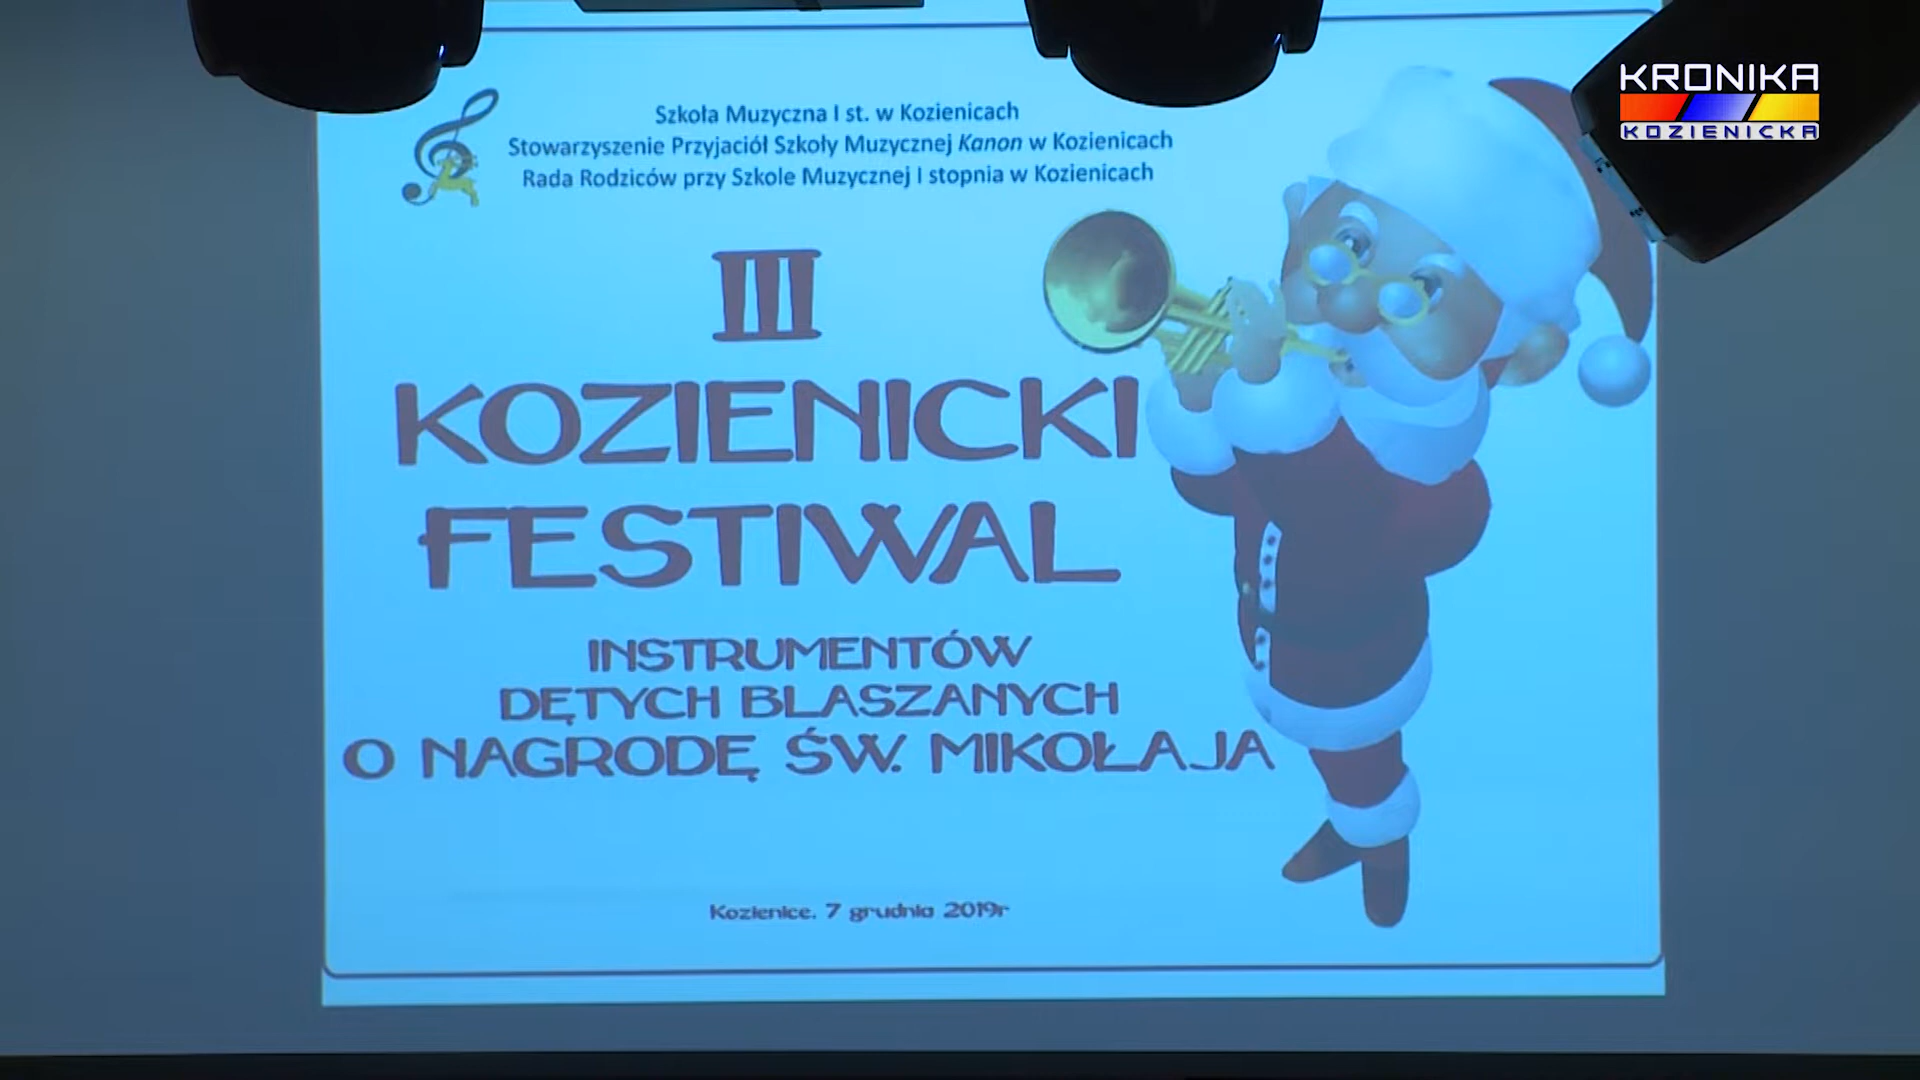 KRONIKA
KOZIENICKA
Szkoła Muzyczna I st. w Kozienicach
Stowarzyszenie Przyjaciół Szkoły Muzycznej Kanon w Kozienicach
Rada Rodziców przy Szkole Muzycznej I stopnia w Kozienicach
III
KOZIENICKI
FESTIWAL
INSTRUMENTÓW
DĘTYCH BLASZANYCH
O NAGRODĘ ŚW. MIKOŁAJA
Kozienice, 7 grudnia 2019r